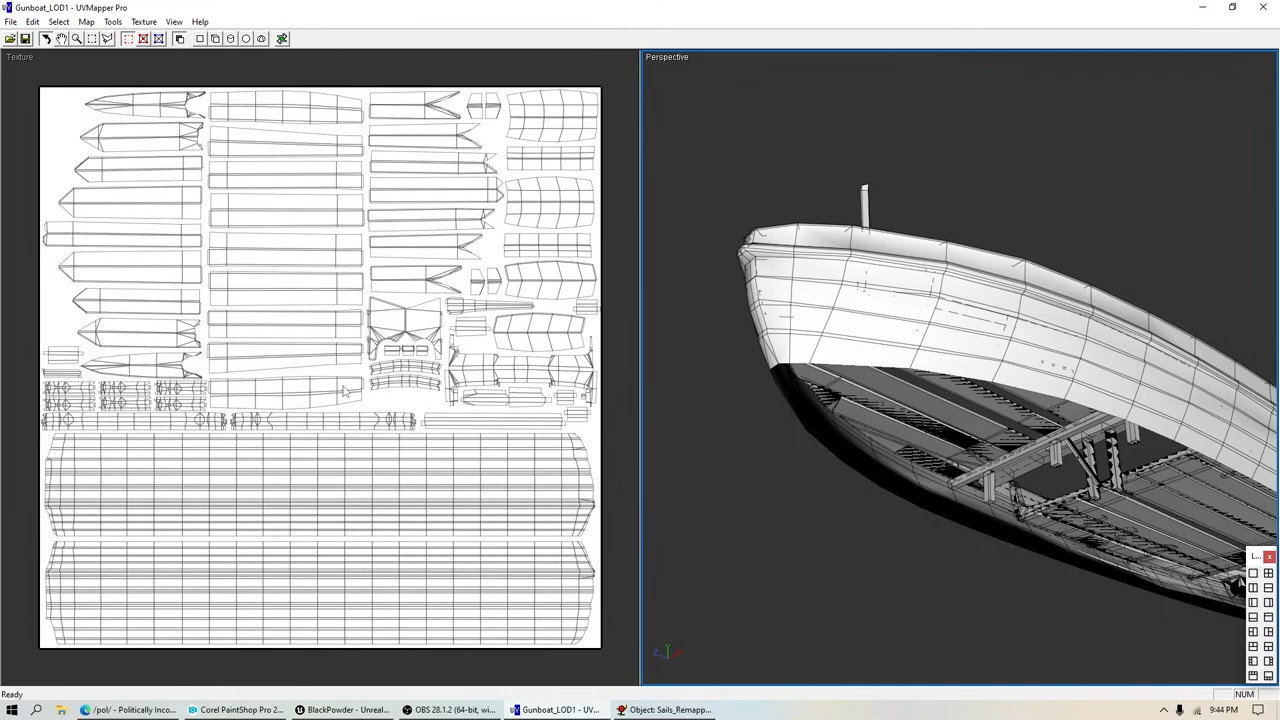 Gunboat_LOD1 - UVMapper Pro
File Edit Select Map Tools Texture View Help
Texture
Perspective
L...
Z
Y
Ready
NUM
/pol/ - Politically Inco...
Corel PaintShop Pro 2...
BlackPowder - Unreal...
OBS 28.1.2 (64-bit, wi...
Gunboat_LOD1 - UV...
Object: Sails_Remapp...
9:44 PM